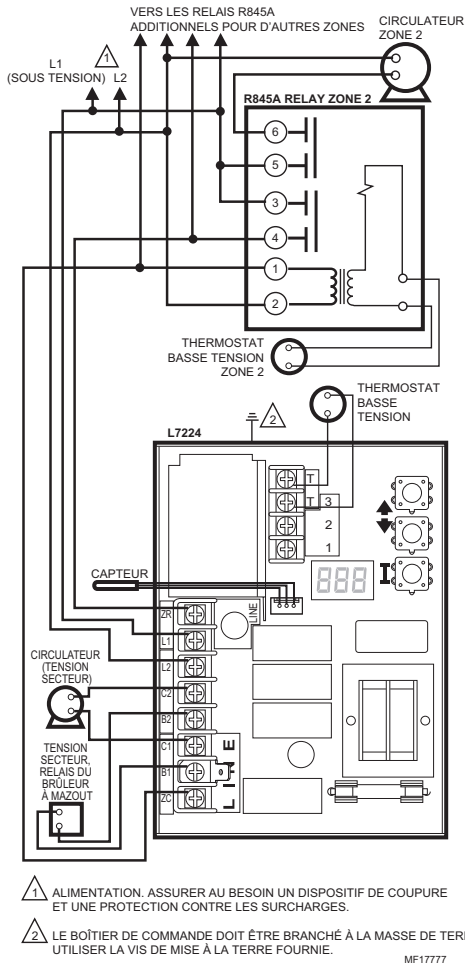 VERS LES RELAIS R845A
ADDITIONNELS POUR D'AUTRES ZONES
CIRCULATEUR
ZONE 2
1
L1
(SOUS TENSION)
L2
R845A RELAY ZONE 2
6
5
3
4
1
2
THERMOSTAT
BASSE TENSION
ZONE 2
THERMOSTAT
BASSE
TENSION
2
L7224
T
T
3
2
1
888
CAPTEUR
LINE
ZR
L1
L2
C2
B2
C1
B1
ZC
LINE
CIRCULATEUR
(TENSION
SECTEUR)
TENSION
SECTEUR,
RELAIS DU
BRÛLEUR
À MAZOUT
1 ALIMENTATION. ASSURER AU BESOIN UN DISPOSITIF DE COUPURE
ET UNE PROTECTION CONTRE LES SURCHARGES.
2 LE BOÎTIER DE COMMANDE DOIT ÊTRE BRANCHÉ À LA MASSE DE
UTILISER LA VIS DE MISE À LA TERRE FOURNIE.
MF17777